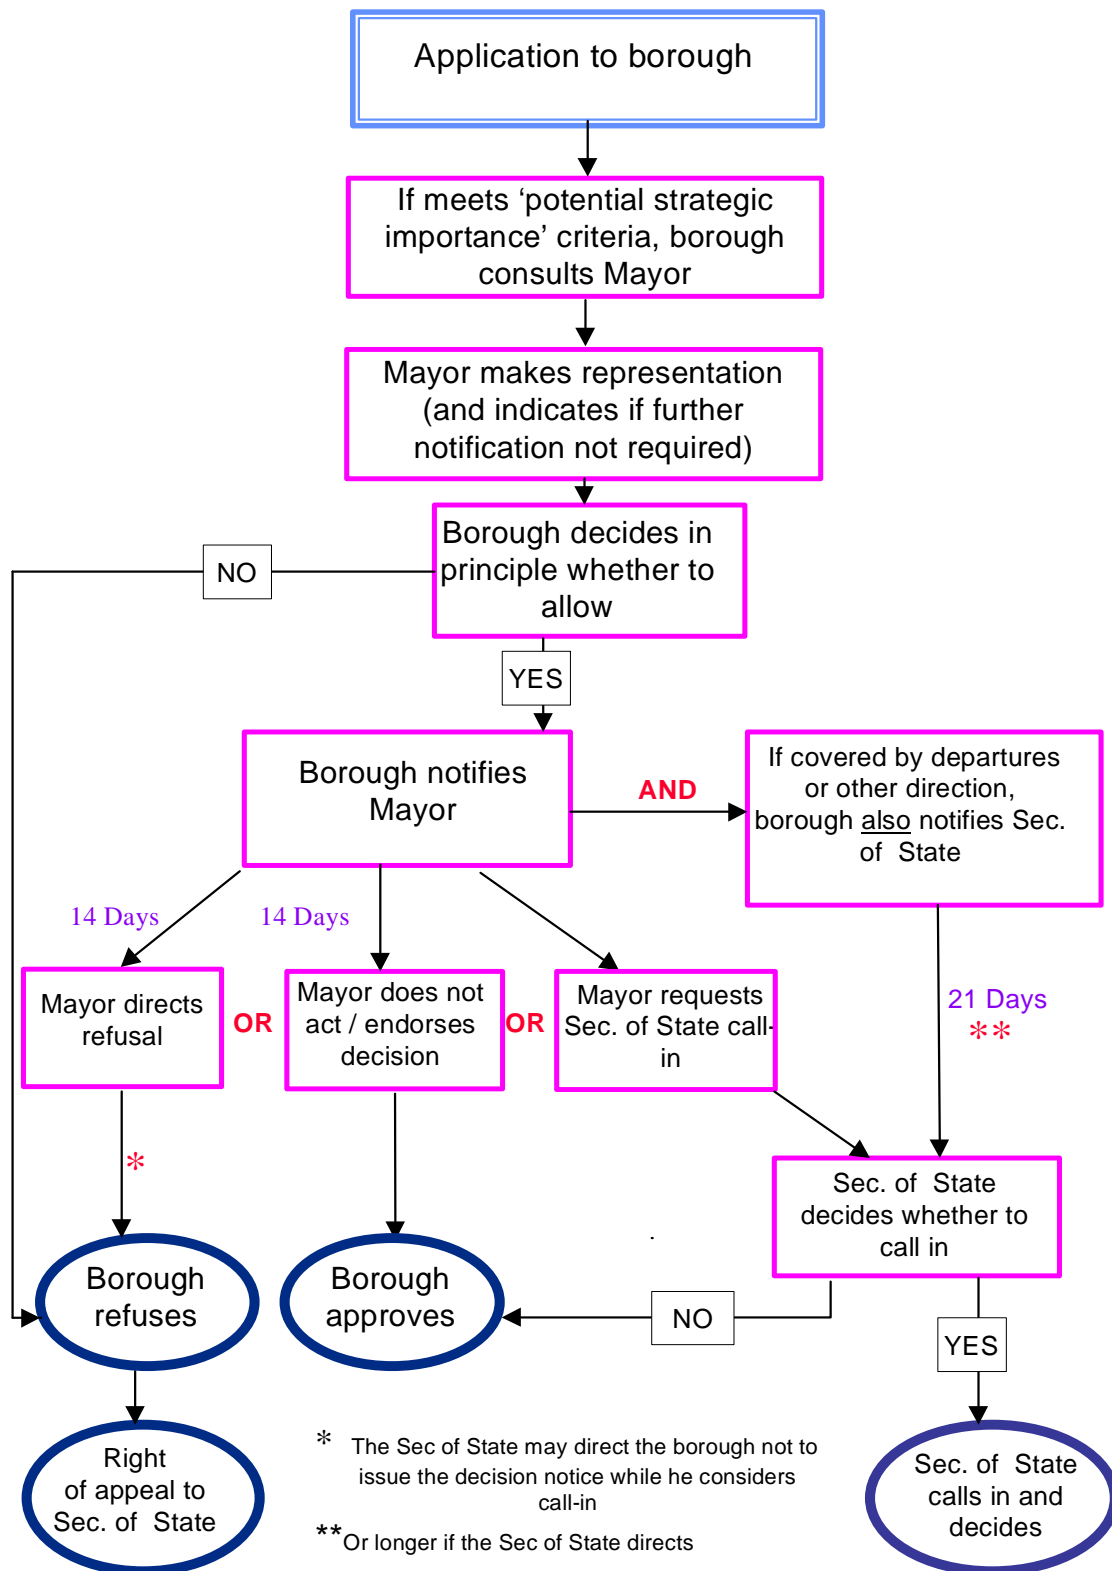 Application to borough
If meets ‘potential strategic
importance’ criteria, borough
consults Mayor
Mayor makes representation
(and indicates if further
notification not required)
Borough decides in
principle whether to
allow
NO
YES
Borough notifies
Mayor
AND
If covered by departures
or other direction,
borough also notifies Sec.
of State
14 Days
14 Days
Mayor directs
refusal
OR
Mayor does not
act / endorses
decision
OR
Mayor requests
Sec. of State call-
in
21 Days
**
*
Sec. of State
decides whether to
call in
Borough
refuses
Borough
approves
NO
YES
Right
of appeal to
Sec. of State
* The Sec of State may direct the borough not to
issue the decision notice while he considers
call-in
**Or longer if the Sec of State directs
Sec. of State
calls in and
decides